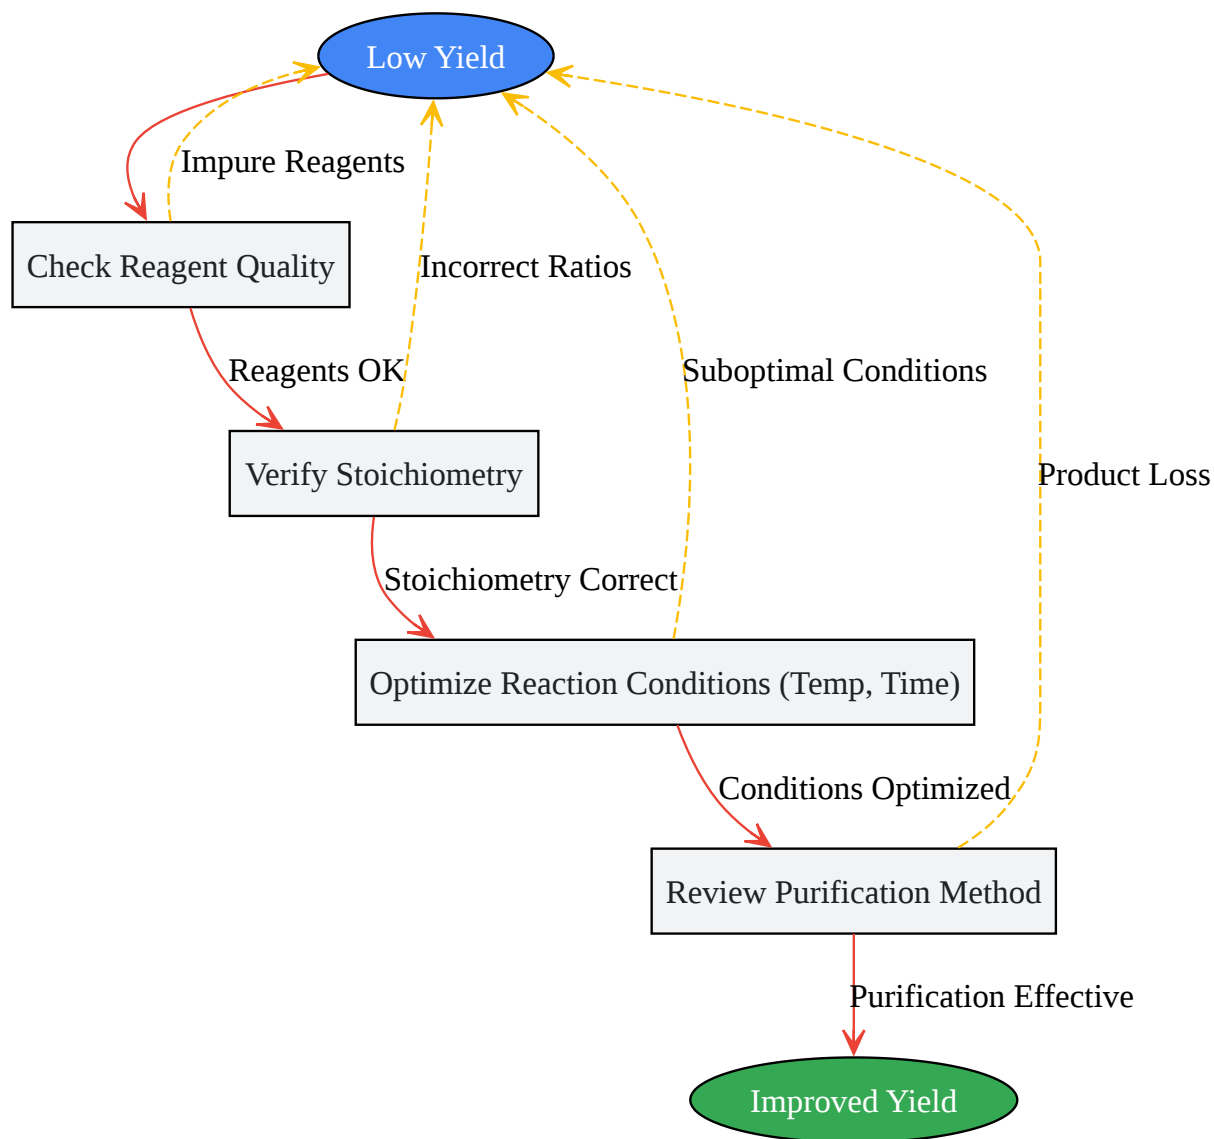 Low Yield
Impure Reagents
Check Reagent Quality
Incorrect Ratios
Reagents OK
Suboptimal Conditions
Verify Stoichiometry
Product Loss
Stoichiometry Correct
Optimize Reaction Conditions (Temp, Time)
Conditions Optimized
Review Purification Method
Purification Effective
Improved Yield